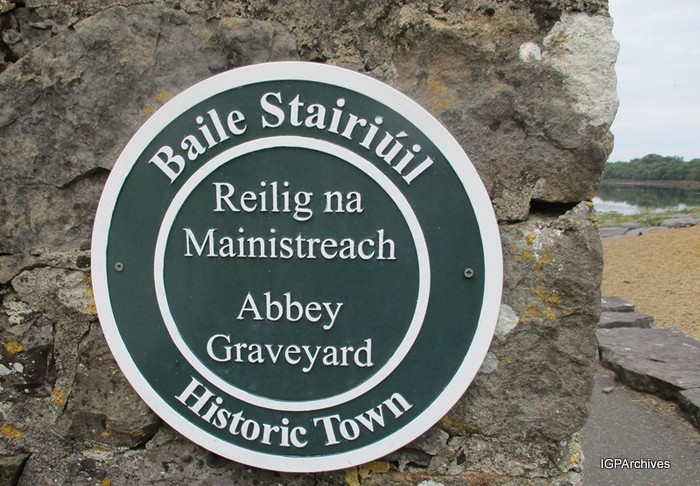 Baile Stairiúil
Reilig na
Mainistreach
Abbey
Graveyard
Historic Town
IGPArchives